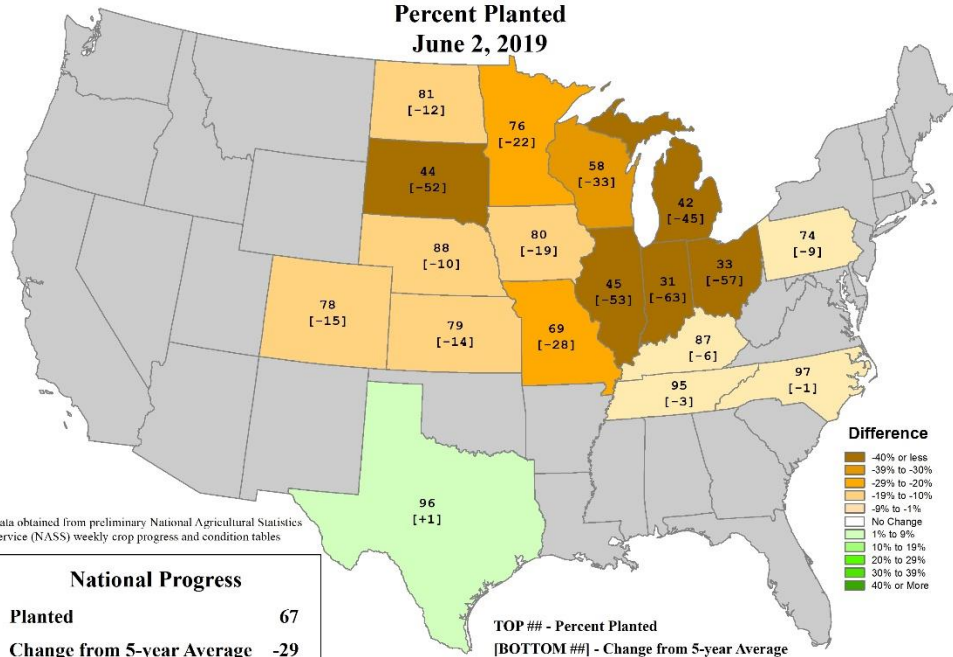 Percent Planted
June 2, 2019
81
[-12]
76
[-22]
44
[-52]
58
[-33]
42
[-45]
88
[-10]
80
[-19]
74
[-9]
45
[-53]
31
[-63]
33
[-57]
78
[-15]
79
[-14]
69
[-28]
87
[-6]
95
[-3]
97
[-1]
96
[+1]
Difference
-40% or less
-39% to -30%
-29% to -20%
-19% to -10%
-9% to -1%
No Change
1% to 9%
10% to 19%
20% to 29%
30% to 39%
40% or More
ata obtained from preliminary National Agricultural Statistics
ervice (NASS) weekly crop progress and condition tables
National Progress
Planted 67
Change from 5-year Average -29
TOP ## - Percent Planted
[BOTTOM ##] - Change from 5-year Average